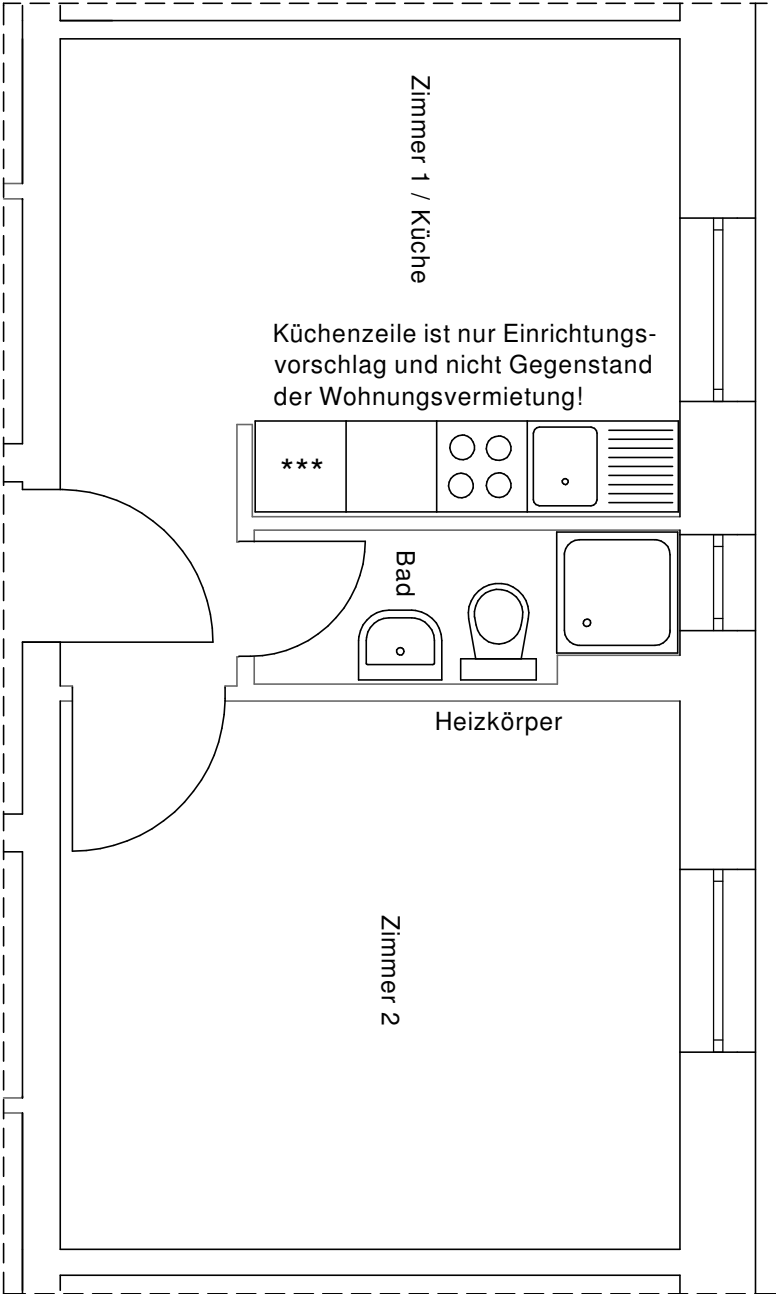 Zimmer 1 / Küche
Küchenzeile ist nur Einrichtungs-
vorschlag und nicht Gegenstand
der Wohnungsvermietung!
***
Bad
Heizkörper
Zimmer 2